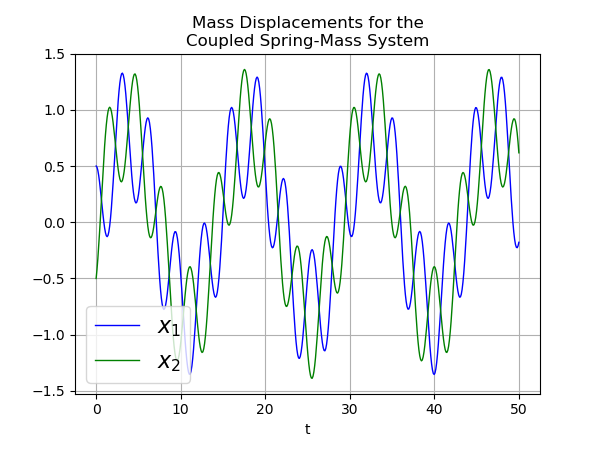 Mass Displacements for the
Coupled Spring-Mass System
1.5
1.0
0.5
0.0
−0.5
−1.0
−1.5
x₁
x₂
0
10
20
30
40
50
t